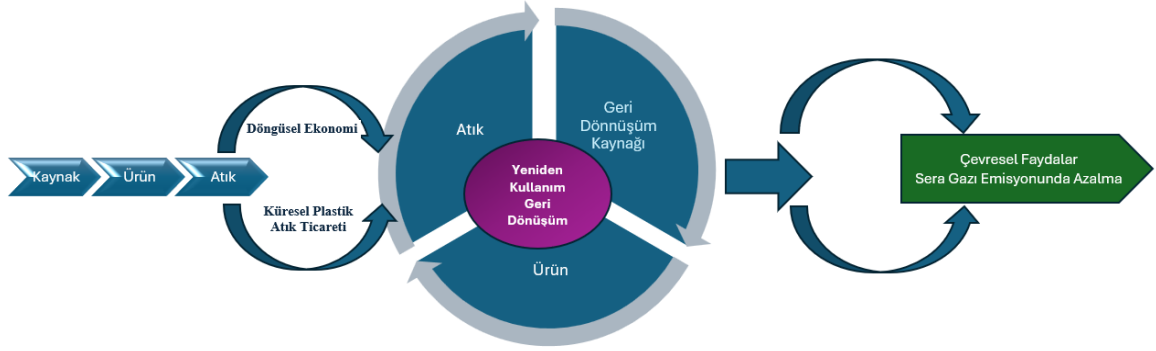 Kaynak
Ürün
Atık
Döngüsel Ekonomi
Küresel Plastik
Atık Ticareti
Atık
Geri
Dönnüşüm
Kaynağı
Yeniden
Kullanım
Geri
Dönüşüm
Ürün
Çevresel Faydalar
Sera Gazı Emisyonunda Azalma